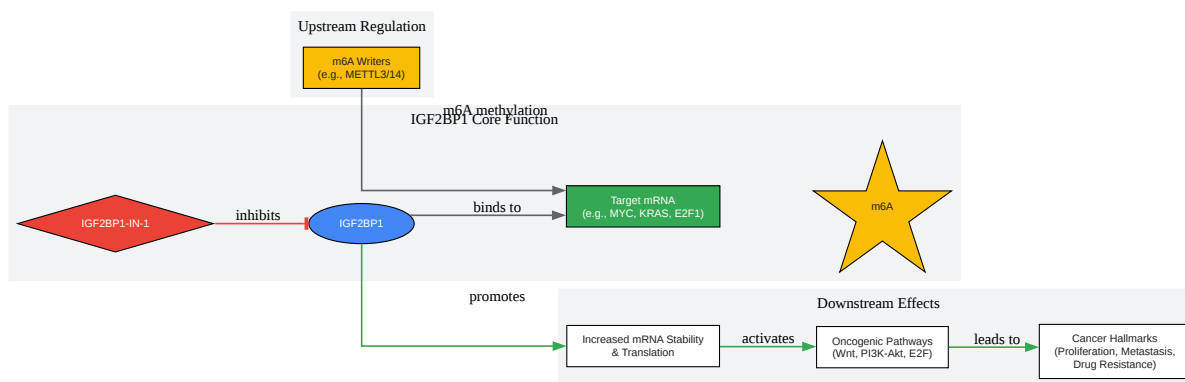 Upstream Regulation
m6A Writers
(e.g., METTL3/14)
m6A methylation
IGF2BP1 Core Function
IGF2BP1-IN-1
inhibits
IGF2BP1
binds to
Target mRNA
(e.g., MYC, KRAS, E2F1)
m6A
promotes
Downstream Effects
Increased mRNA Stability
& Translation
activates
Oncogenic Pathways
(Wnt, PI3K-Akt, E2F)
leads to
Cancer Hallmarks
(Proliferation, Metastasis,
Drug Resistance)